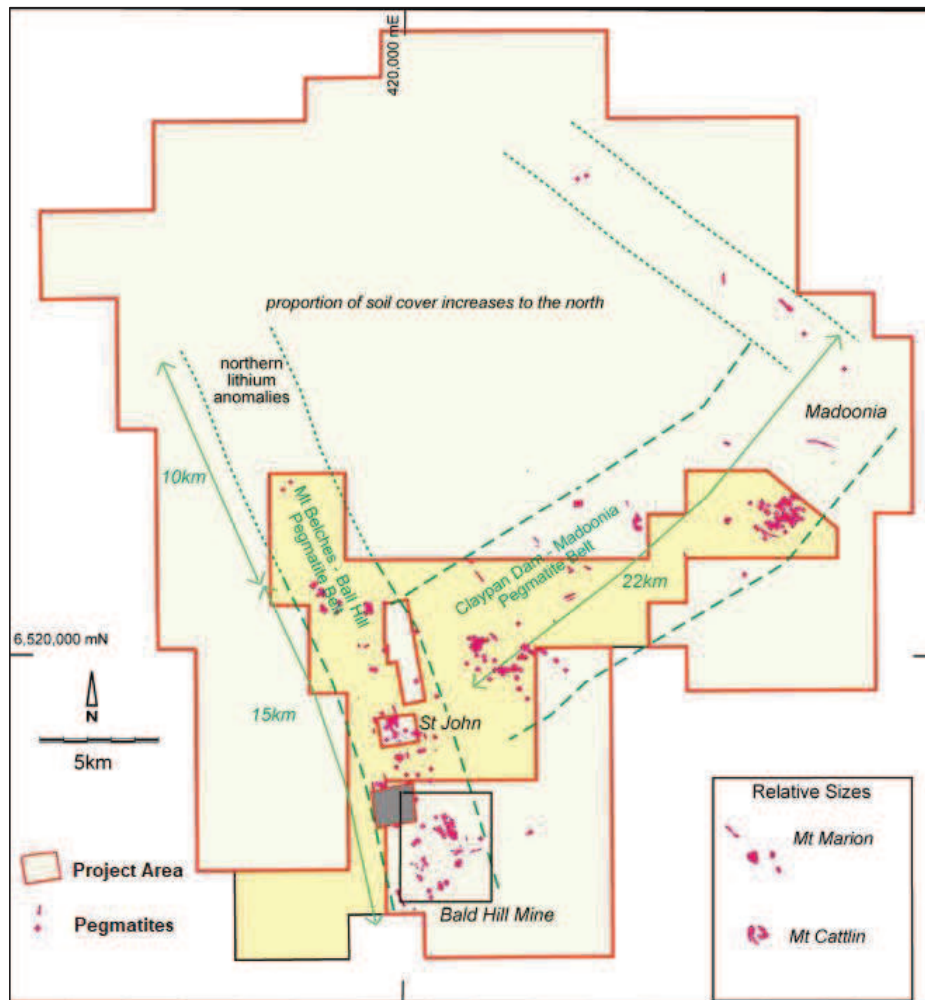 420,000 mE
proportion of soil cover increases to the north
northern
lithium
anomalies
Madoonia
10km
Mt Belches - Ball Hill
Pegmatite Belt
Claypan Dam - Madoonia
Pegmatite Belt
22km
6,520,000 mN
N
5km
15km
St John
Relative Sizes
Mt Marion
Mt Cattlin
Project Area
Pegmatites
Bald Hill Mine